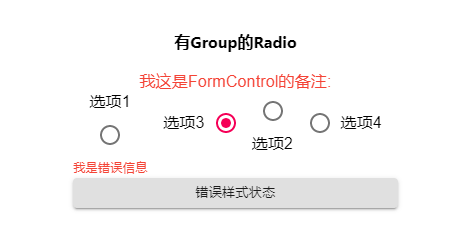 有Group的Radio
我这是FormControl的备注:
选项1
选项3
选项2
选项4
我是错误信息
错误样式状态